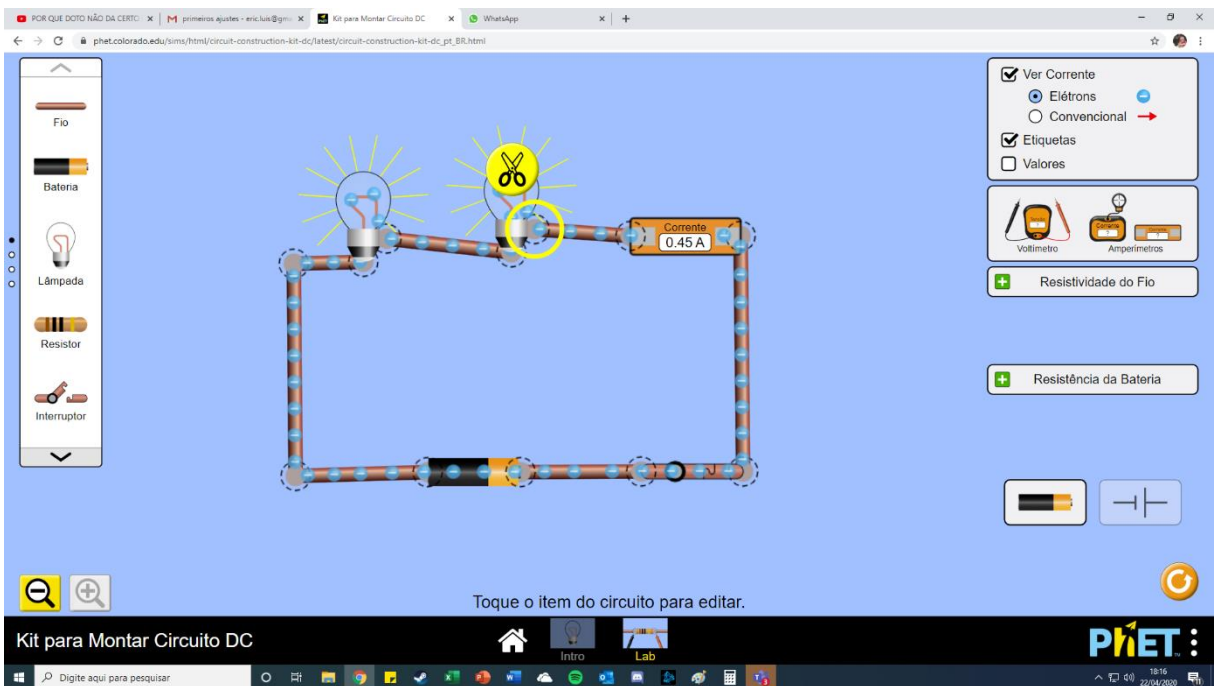 POR QUE DOTO NÃO DA CERTO
primeiros ajustes - eric.luis@gm
Kit para Montar Circuito DC
WhatsApp
phet.colorado.edu/sims/html/circuit-construction-kit-dc/latest/circuit-construction-kit-dc_pt_BR.html
Fio
Bateria
Lâmpada
Resistor
Interruptor
Corrente
0.45 A
Ver Corrente
Elétrons
Convencional
Etiquetas
Valores
Voltímetro
Amperímetros
Resistividade do Fio
Resistência da Bateria
Toque o item do circuito para editar.
Kit para Montar Circuito DC
Intro
Lab
PhET
Digite aqui para pesquisar
18:16
22/04/2020